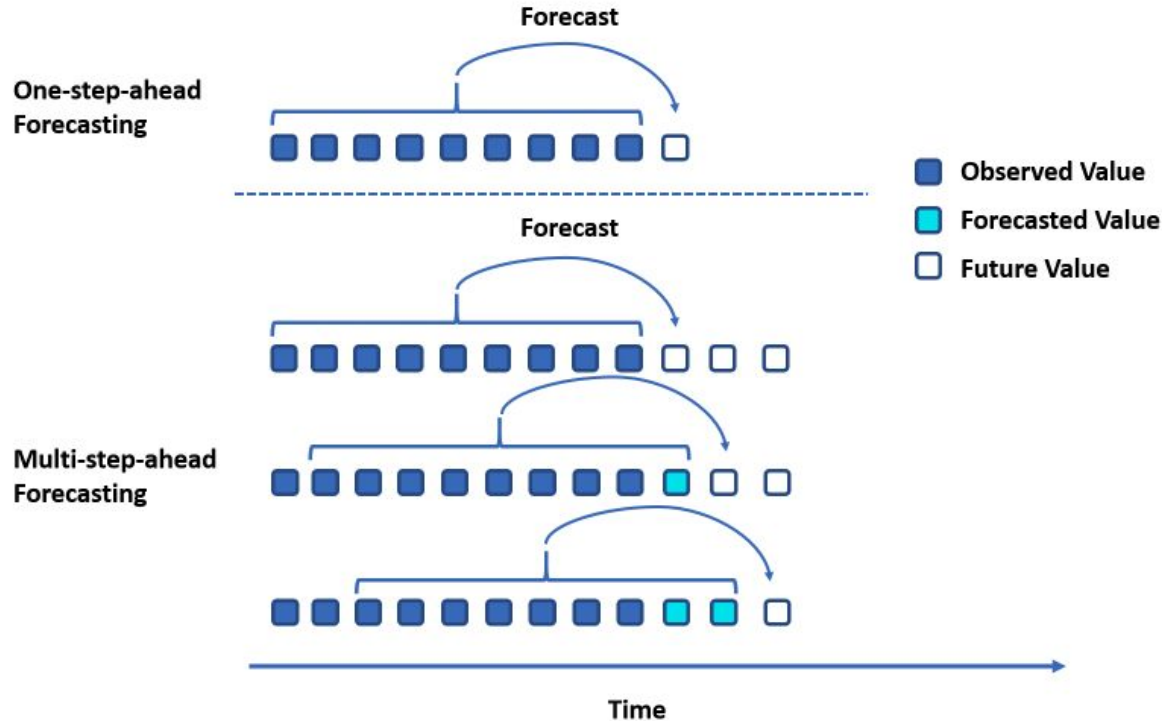 Forecast
One-step-ahead
Forecasting
Observed Value
Forecasted Value
Future Value
Forecast
Multi-step-ahead
Forecasting
Time